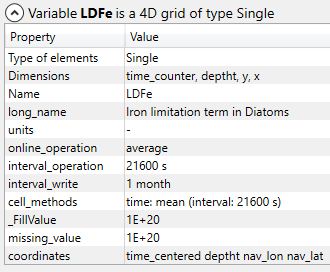 Variable LDFe is a 4D grid of type Single
Property Value
Type of elements Single
Dimensions time_counter, deptht, y, x
Name LDFe
long_name Iron limitation term in Diatoms
units -
online_operation average
interval_operation 21600 s
interval_write 1 month
cell_methods time: mean (interval: 21600 s)
_FillValue 1E+20
missing_value 1E+20
coordinates time_centered deptht nav_lon nav_lat